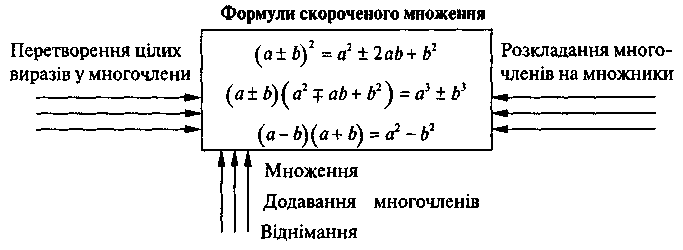 Формули скороченого множення
Перетворення цілих
виразів у многочлени
(a ± b)² = a² ± 2ab + b²
(a ± b)(a² ∓ ab + b²) = a³ ± b³
(a − b)(a + b) = a² − b²
Розкладання много-
членів на множники
Множення
Додавання многочленів
Віднімання